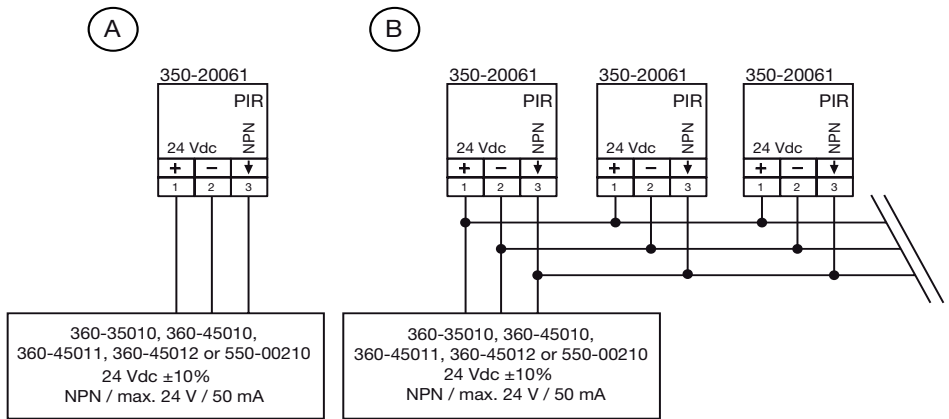 A
350-20061
PIR
NPN
24 Vdc
+ −
1 2 3
360-35010, 360-45010,
360-45011, 360-45012 or 550-00210
24 Vdc ±10%
NPN / max. 24 V / 50 mA
B
350-20061 350-20061 350-20061
PIR PIR PIR
NPN NPN NPN
24 Vdc 24 Vdc 24 Vdc
+ − + − + −
1 2 3 1 2 3 1 2 3
360-35010, 360-45010,
360-45011, 360-45012 or 550-00210
24 Vdc ±10%
NPN / max. 24 V / 50 mA